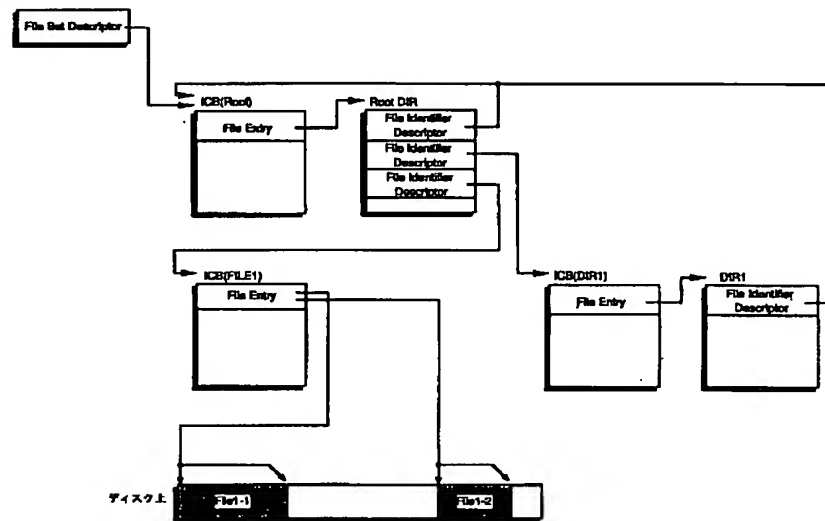 File Set Descriptor
ICB(Root)
Root DIR
File Entry
File Identifier
Descriptor
File Identifier
Descriptor
File Identifier
Descriptor
ICB(FILE1)
File Entry
ICB(DIR1)
File Entry
DIR1
File Identifier
Descriptor
ディスク上
File1-1
File1-2